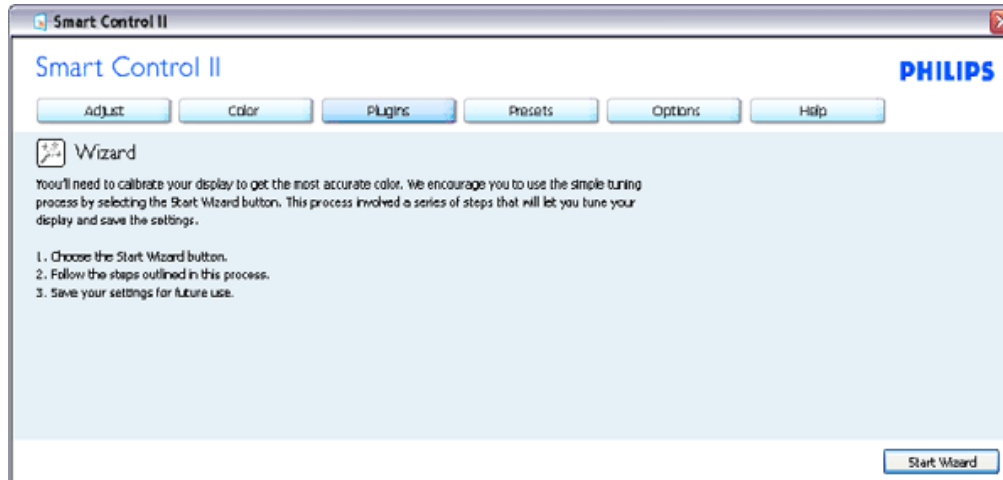 Smart Control II
Smart Control II
PHILIPS
Adjust Color Plugins Presets Options Help
Wizard
Yoou'll need to calibrate your display to get the most accurate color. We encourage you to use the simple tuning
process by selecting the Start Wizard button. This process involved a series of steps that will let you tune your
display and save the settings.
1. Choose the Start Wizard button.
2. Follow the steps outlined in this process.
3. Save your settings for future use.
Start Wizard